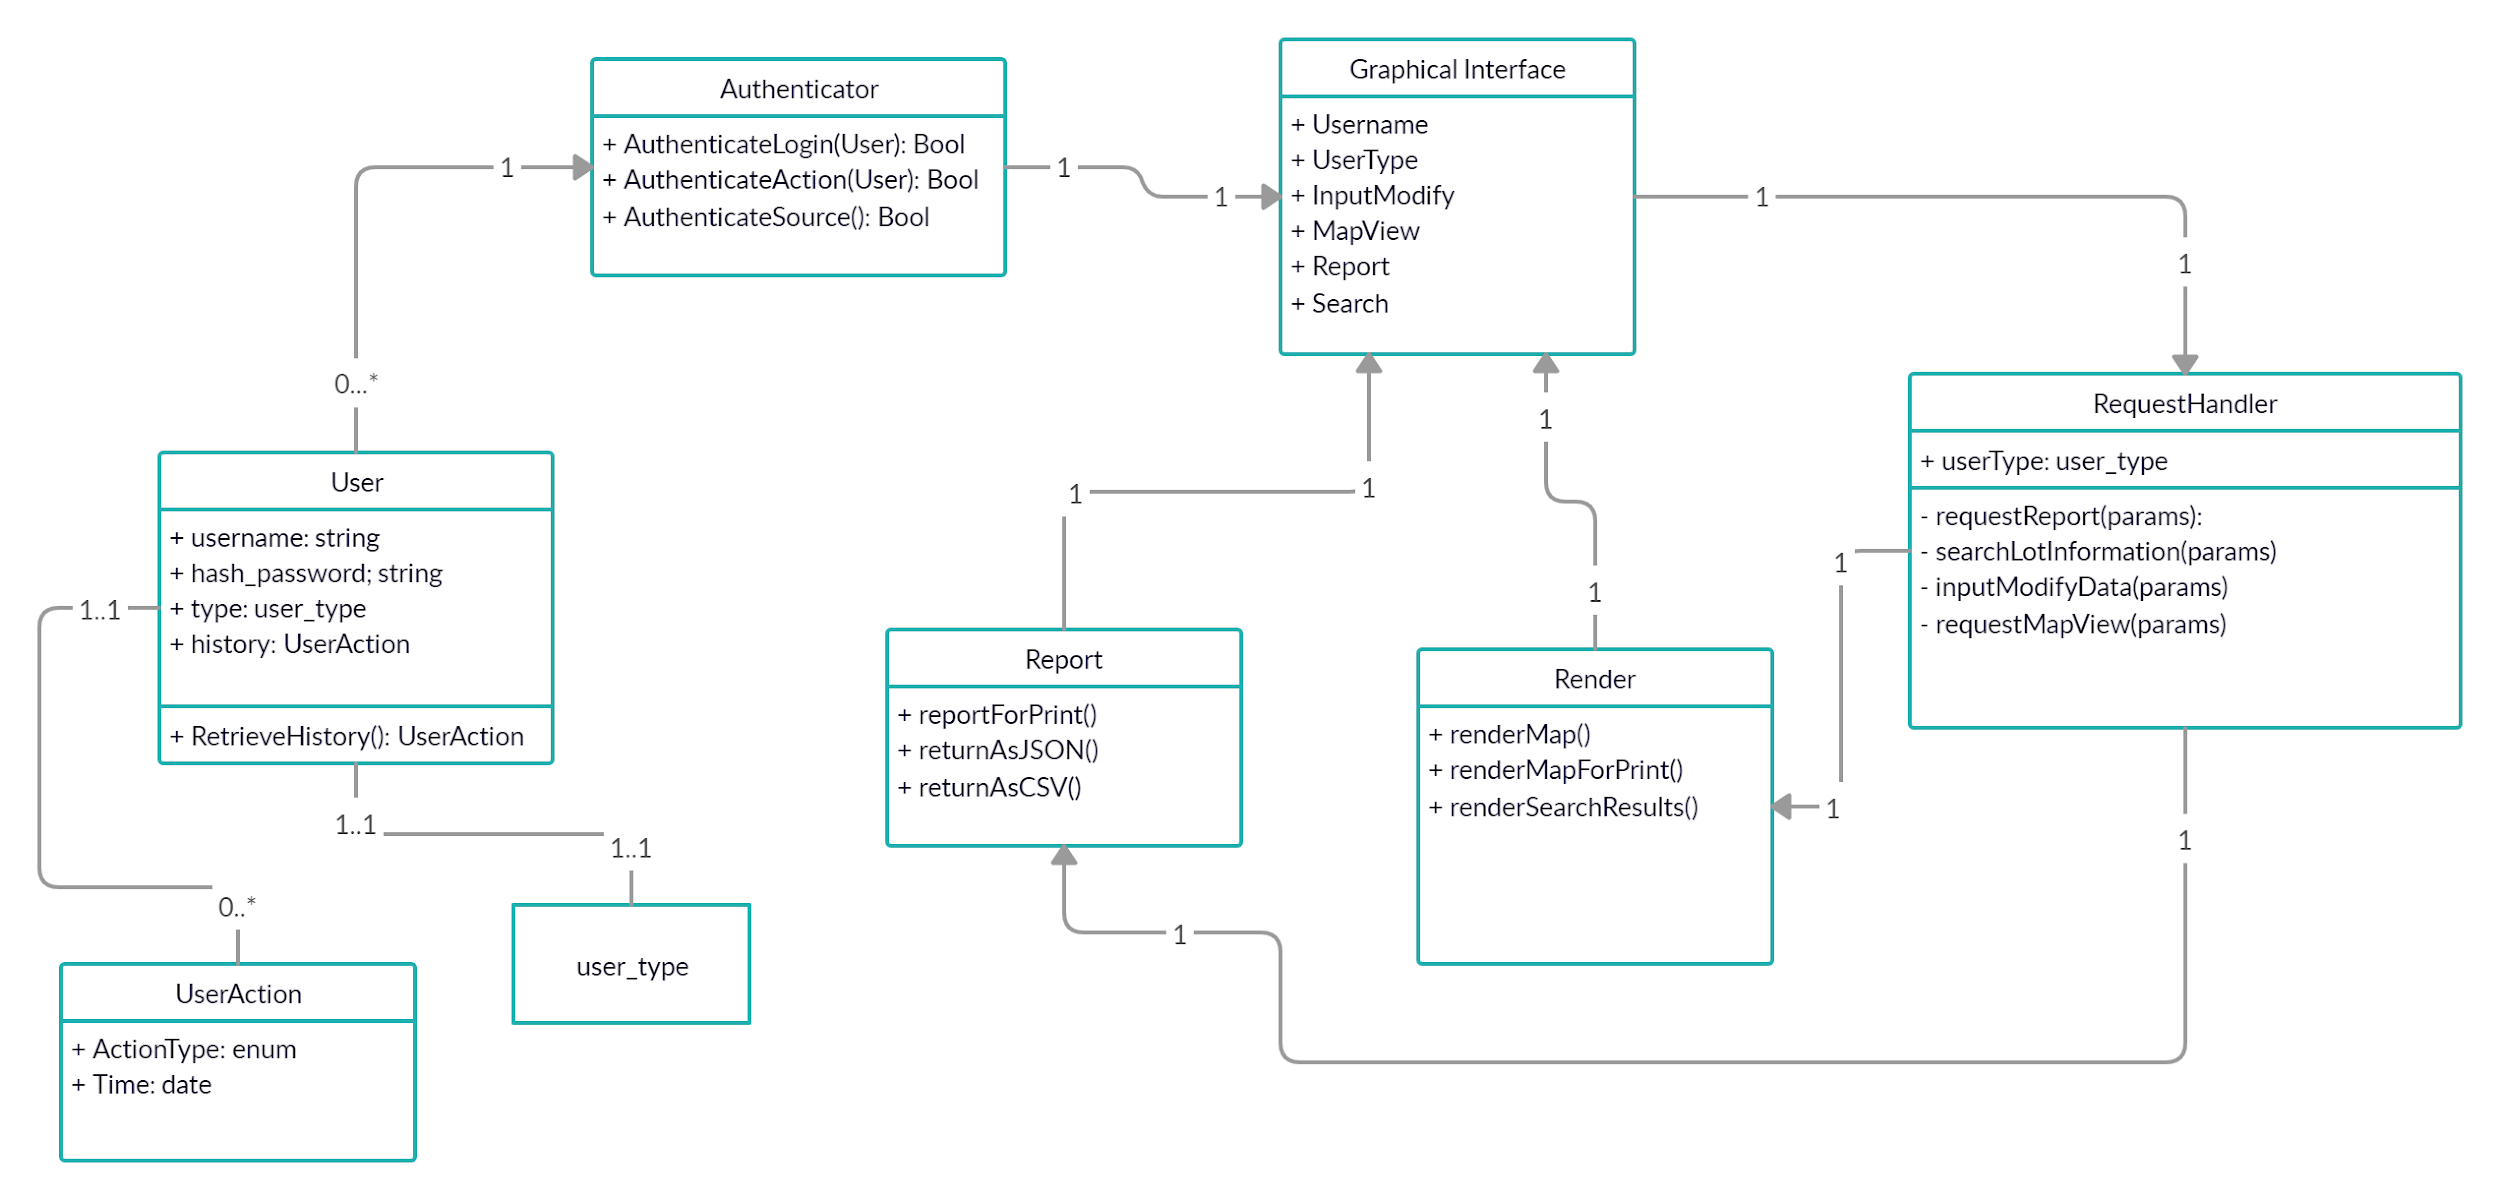 Authenticator
+ AuthenticateLogin(User): Bool
+ AuthenticateAction(User): Bool
+ AuthenticateSource(): Bool
Graphical Interface
+ Username
+ UserType
+ InputModify
+ MapView
+ Report
+ Search
1
1
1
1
1
0...*
RequestHandler
+ userType: user_type
- requestReport(params):
- searchLotInformation(params)
- inputModifyData(params)
- requestMapView(params)
User
+ username: string
+ hash_password; string
+ type: user_type
+ history: UserAction
+ RetrieveHistory(): UserAction
1
1
1
1
1..1
Report
+ reportForPrint()
+ returnAsJSON()
+ returnAsCSV()
Render
+ renderMap()
+ renderMapForPrint()
+ renderSearchResults()
1
1
1..1
1..1
1
1
0..*
user_type
UserAction
+ ActionType: enum
+ Time: date